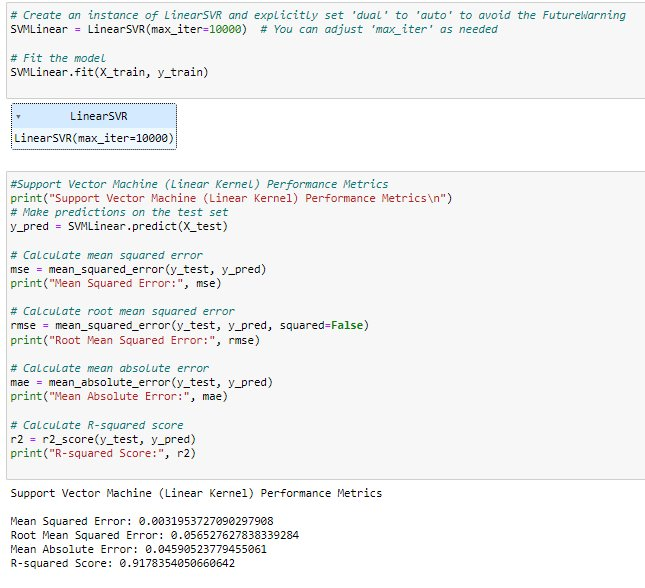 # Create an instance of LinearSVR and explicitly set 'dual' to 'auto' to avoid the FutureWarning
SVMLinear = LinearSVR(max_iter=10000)  # You can adjust 'max_iter' as needed
# Fit the model
SVMLinear.fit(X_train, y_train)
▾ LinearSVR
LinearSVR(max_iter=10000)
#Support Vector Machine (Linear Kernel) Performance Metrics
print("Support Vector Machine (Linear Kernel) Performance Metrics\n")
# Make predictions on the test set
y_pred = SVMLinear.predict(X_test)
# Calculate mean squared error
mse = mean_squared_error(y_test, y_pred)
print("Mean Squared Error:", mse)
# Calculate root mean squared error
rmse = mean_squared_error(y_test, y_pred, squared=False)
print("Root Mean Squared Error:", rmse)
# Calculate mean absolute error
mae = mean_absolute_error(y_test, y_pred)
print("Mean Absolute Error:", mae)
# Calculate R-squared score
r2 = r2_score(y_test, y_pred)
print("R-squared Score:", r2)
Support Vector Machine (Linear Kernel) Performance Metrics
Mean Squared Error: 0.0031953727090297908
Root Mean Squared Error: 0.056527627838339284
Mean Absolute Error: 0.04590523779455061
R-squared Score: 0.9178354050660642